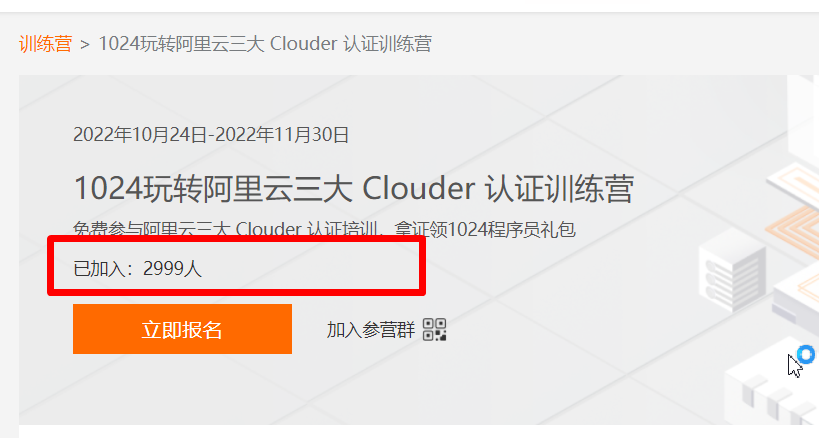 训练营 > 1024玩转阿里云三大 Clouder 认证训练营
2022年10月24日-2022年11月30日
1024玩转阿里云三大 Clouder 认证训练营
免费参与阿里云三大 Clouder 认证培训，拿证领1024程序员礼包
已加入：2999人
立即报名 加入参营群